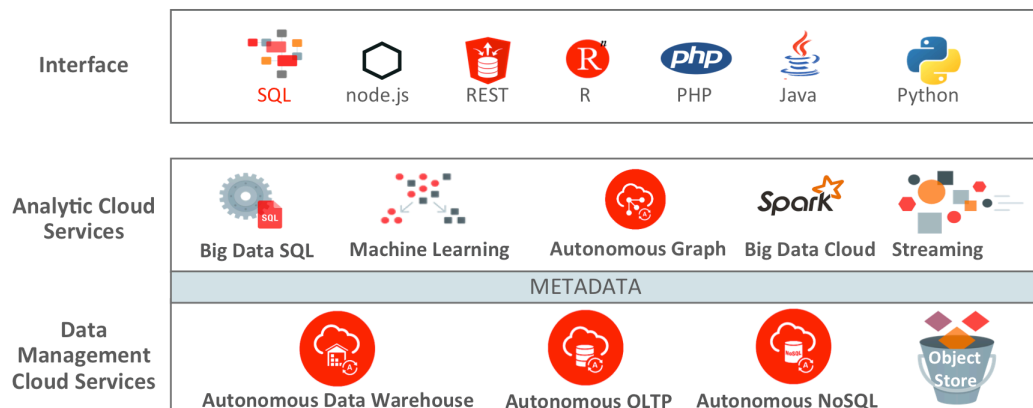 Interface
SQL
node.js
REST
R
R
PHP
php
Java
Python
Analytic Cloud
Services
SQL
Big Data SQL
Machine Learning
A
Autonomous Graph
Spark
Big Data Cloud
Streaming
METADATA
Data
Management
Cloud Services
A
Autonomous Data Warehouse
A
Autonomous OLTP
NoSQL
A
Autonomous NoSQL
Object
Store